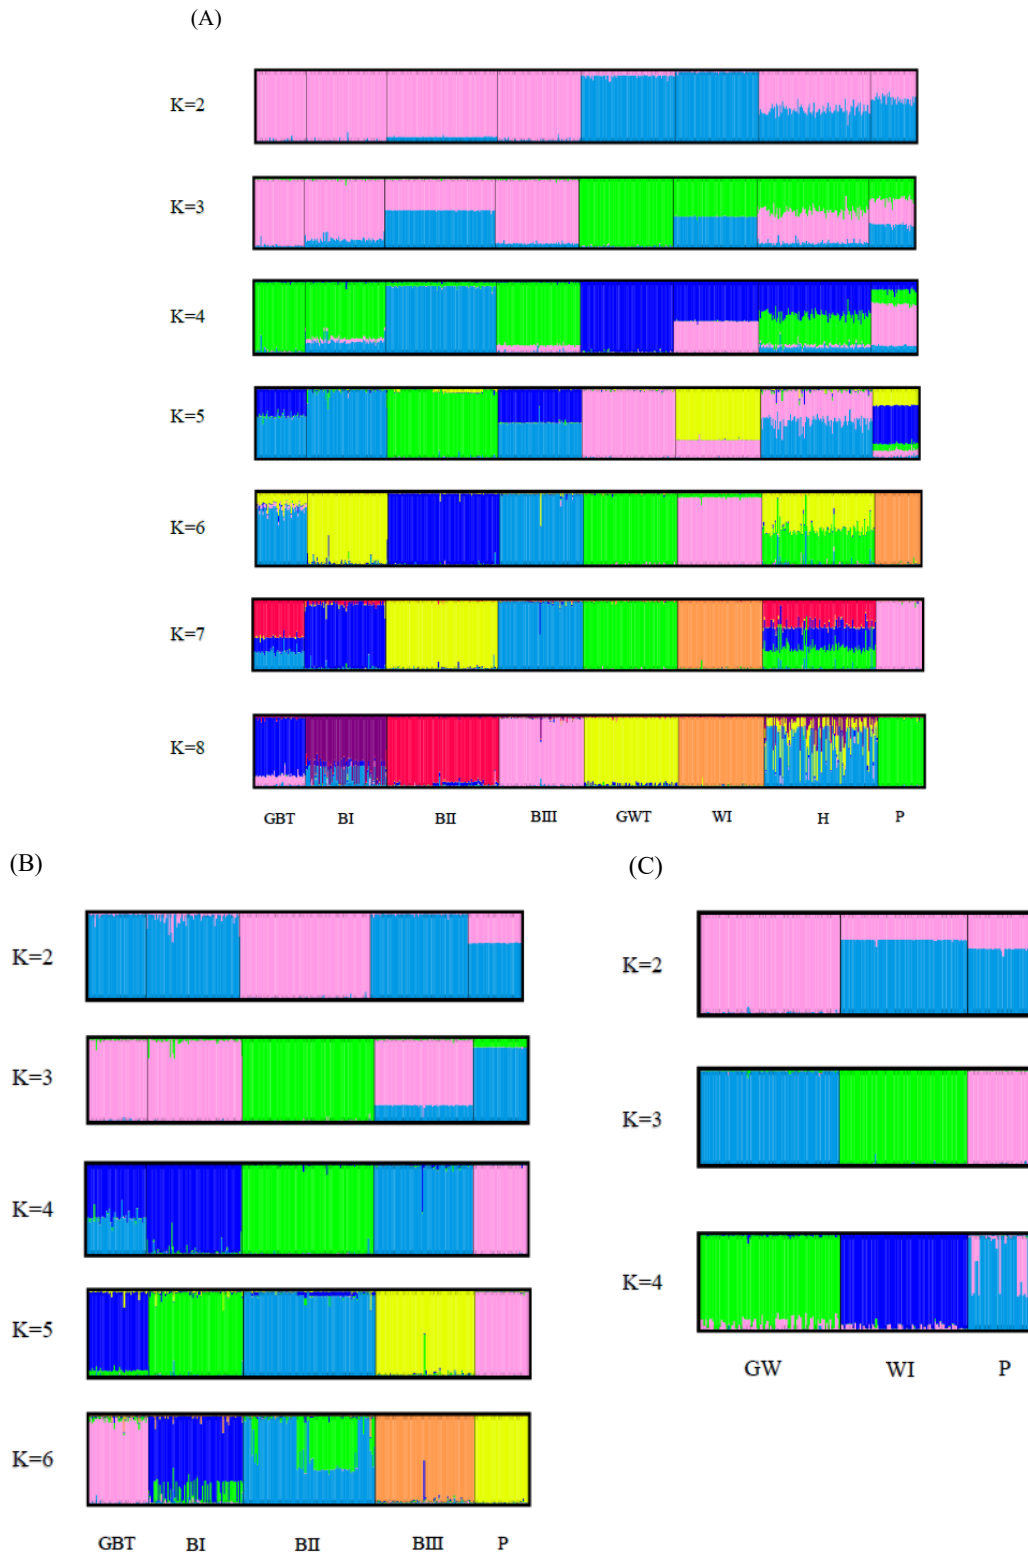 (A)
K=2
K=3
K=4
K=5
K=6
K=7
K=8
GBT BI BII BIII GWT WI H P
(B)
K=2
K=3
K=4
K=5
K=6
GBT BI BII BIII P
(C)
K=2
K=3
K=4
GW WI P